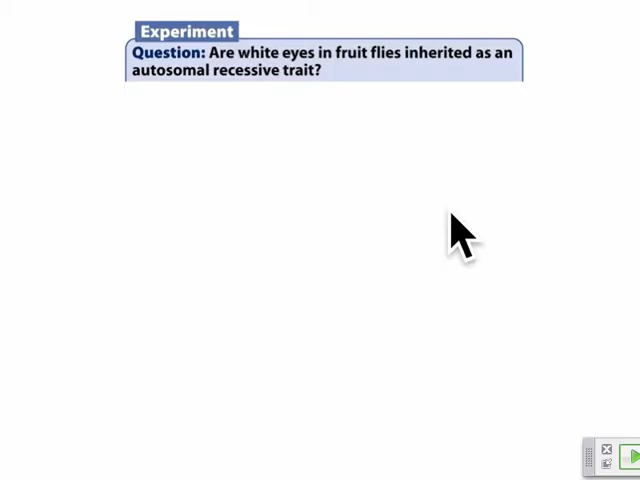 Experiment
Question: Are white eyes in fruit flies inherited as an
autosomal recessive trait?